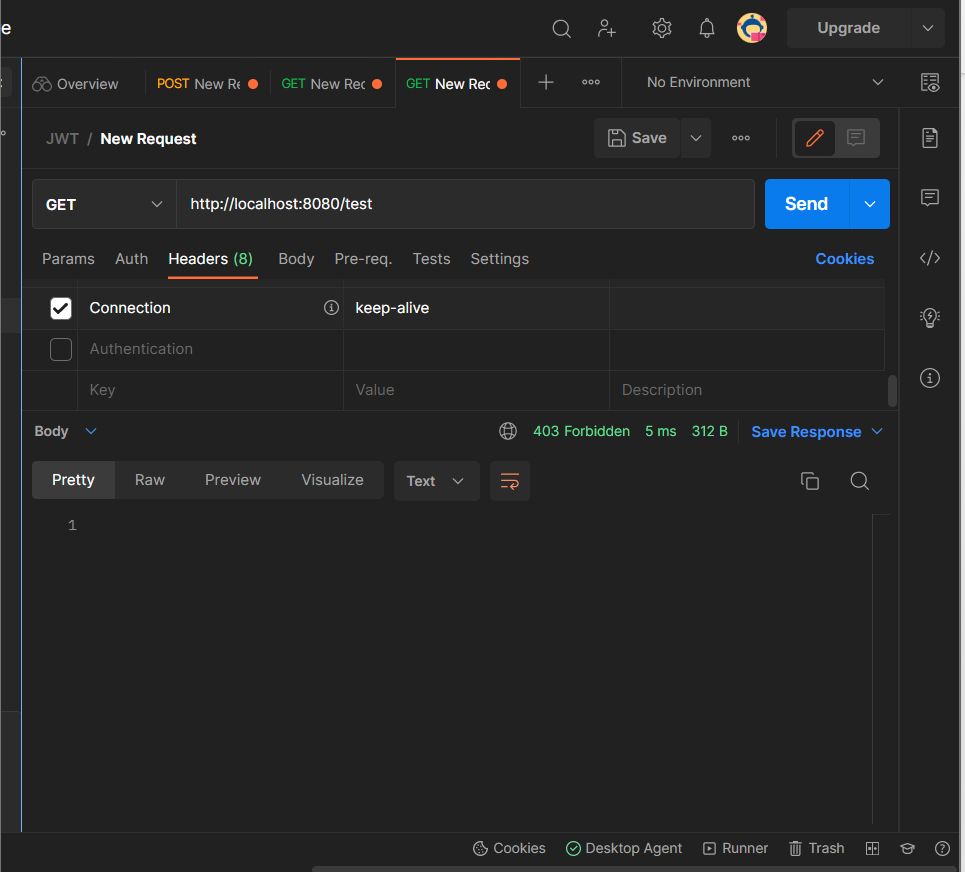 e
Upgrade
Overview
POST New Re
GET New Rec
GET New Rec
No Environment
JWT / New Request
Save
GET
http://localhost:8080/test
Send
Params Auth Headers (8) Body Pre-req. Tests Settings
Cookies
Connection keep-alive
Authentication
Key Value Description
Body
403 Forbidden 5 ms 312 B
Save Response
Pretty Raw Preview Visualize
Text
1
Cookies Desktop Agent Runner Trash